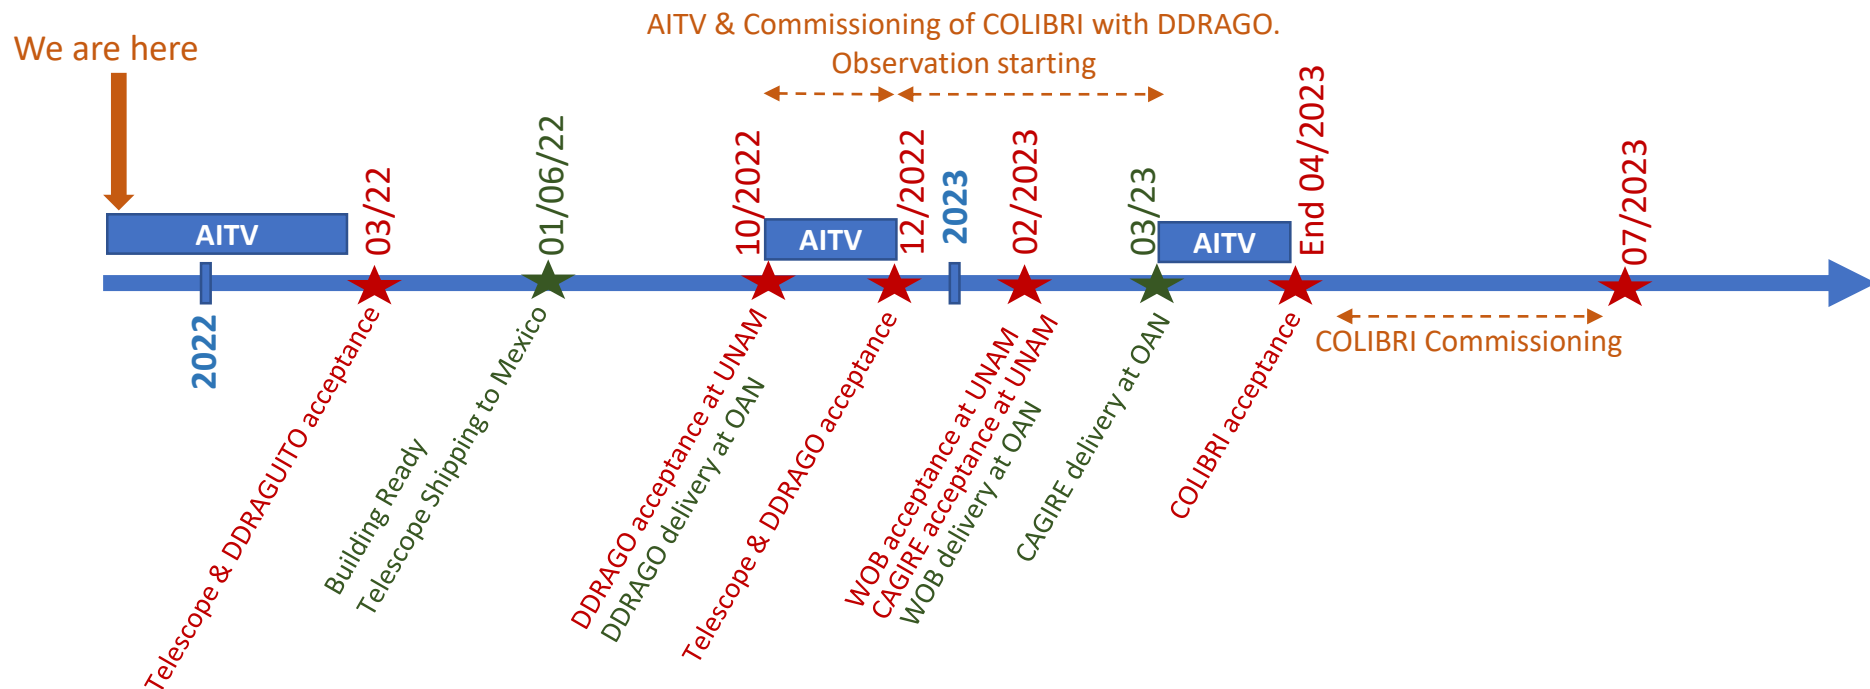 AITV & Commissioning of COLIBRI with DDRAGO.
Observation starting
We are here
AITV
03/22
01/06/22
10/2022
AITV
12/2022
2023
02/2023
03/23
AITV
End 04/2023
07/2023
2022
Telescope & DDRAGUITO acceptance
Building Ready
Telescope Shipping to Mexico
DDRAGO acceptance at UNAM
DDRAGO delivery at OAN
Telescope & DDRAGO acceptance
WOB acceptance at UNAM
CAGIRE acceptance at UNAM
WOB delivery at OAN
CAGIRE delivery at OAN
COLIBRI acceptance
COLIBRI Commissioning